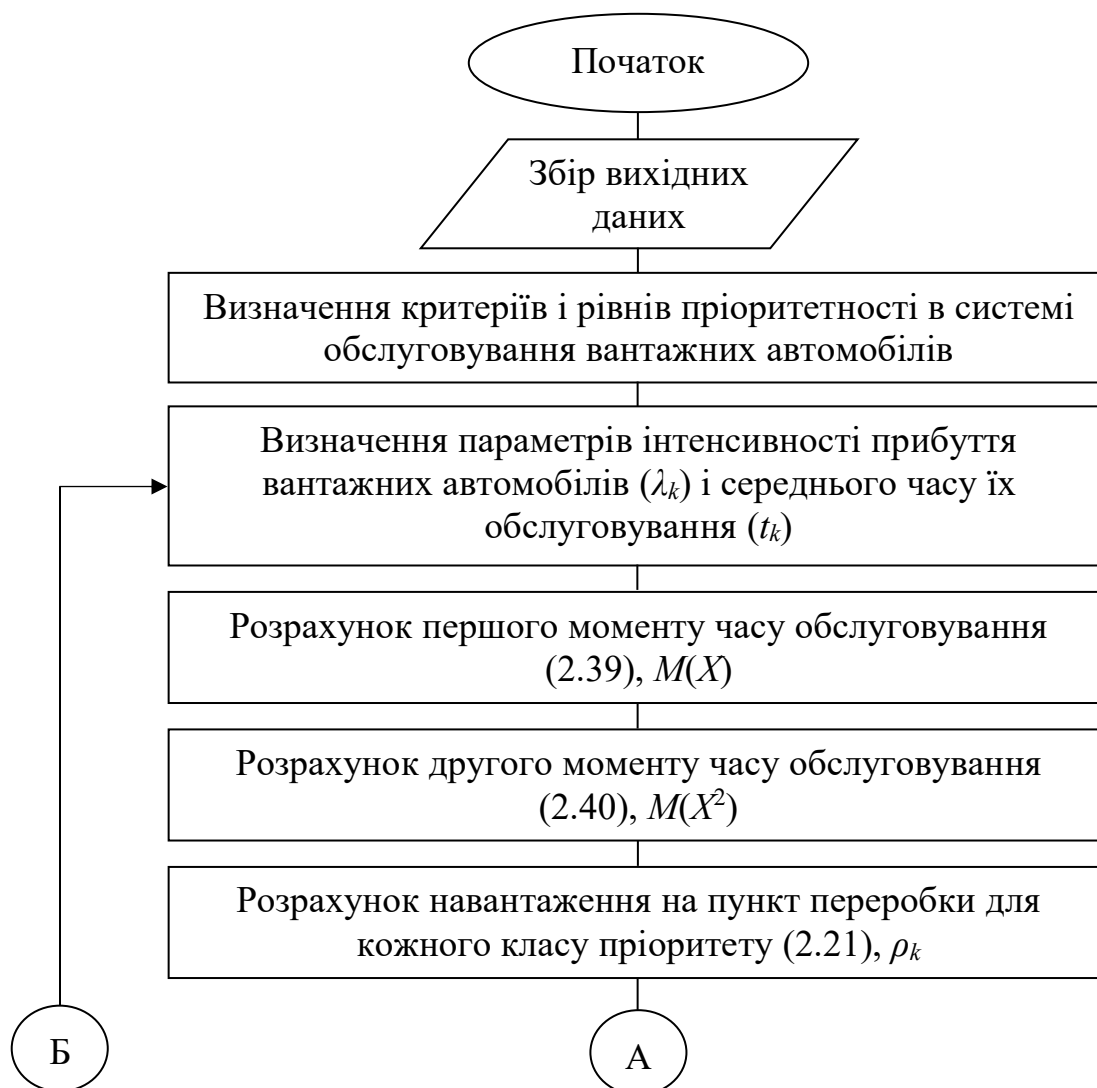 Початок
Збір вихідних
даних
Визначення критеріїв і рівнів пріоритетності в системі
обслуговування вантажних автомобілів
Визначення параметрів інтенсивності прибуття
вантажних автомобілів (λₖ) і середнього часу їх
обслуговування (tₖ)
Розрахунок першого моменту часу обслуговування
(2.39), M(X)
Розрахунок другого моменту часу обслуговування
(2.40), M(X²)
Розрахунок навантаження на пункт переробки для
кожного класу пріоритету (2.21), ρₖ
Б
А